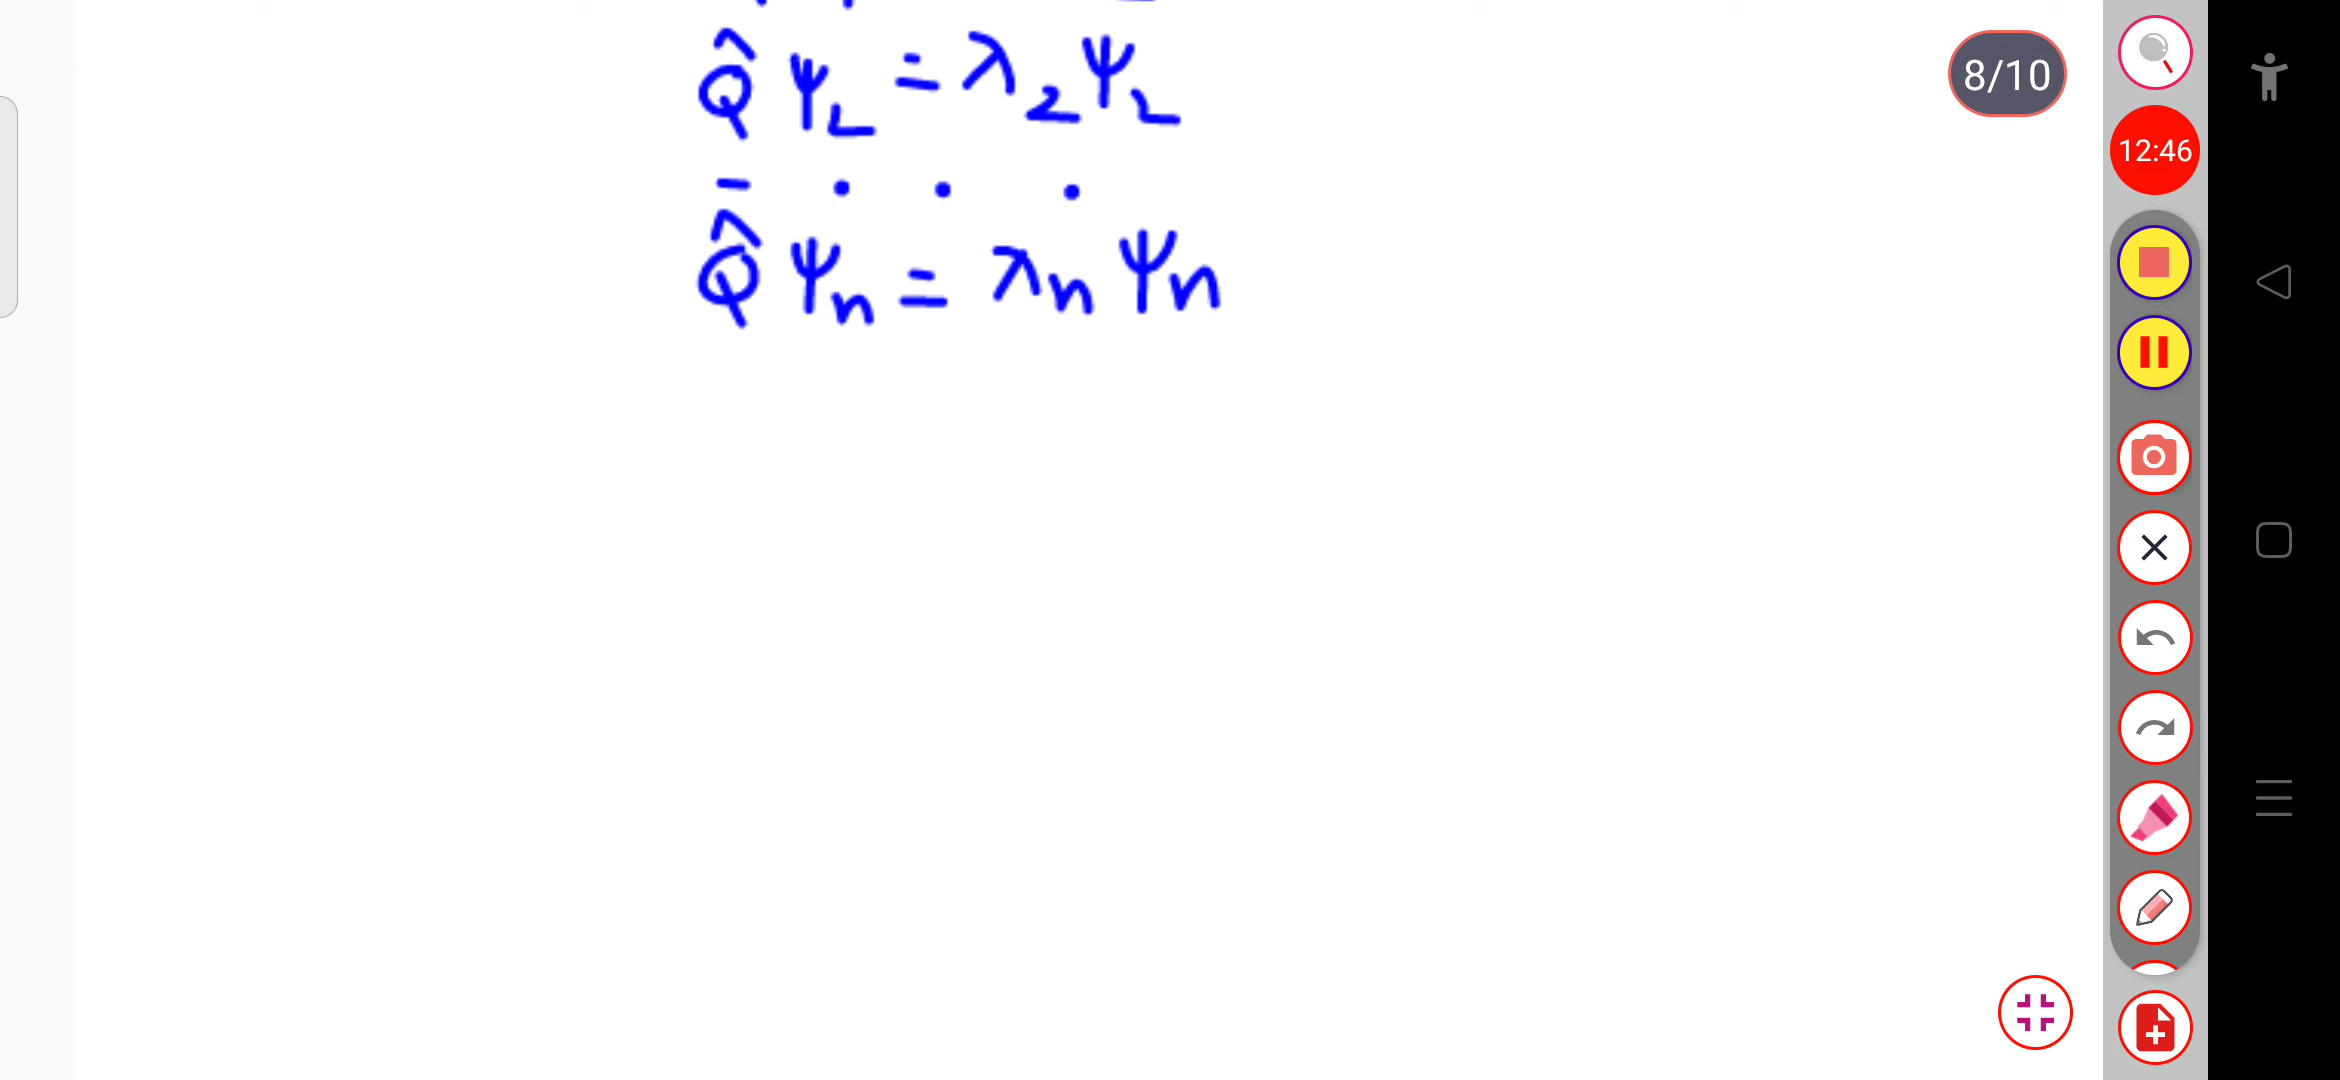 Q̂ Ψ₂ = λ₂Ψ₂
- . . .
Q̂ Ψn = λn Ψn
8/10
12:46